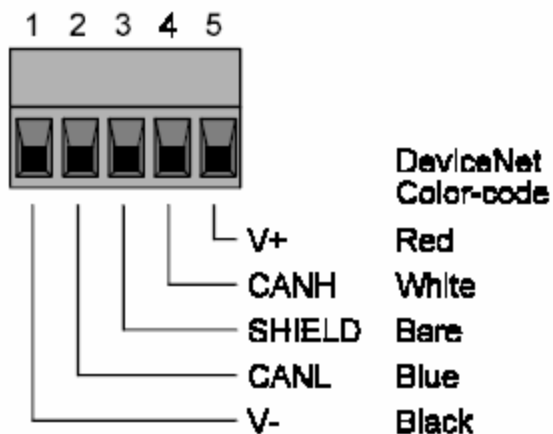 1 2 3 4 5
DeviceNet
Color-code
V+ Red
CANH White
SHIELD Bare
CANL Blue
V- Black